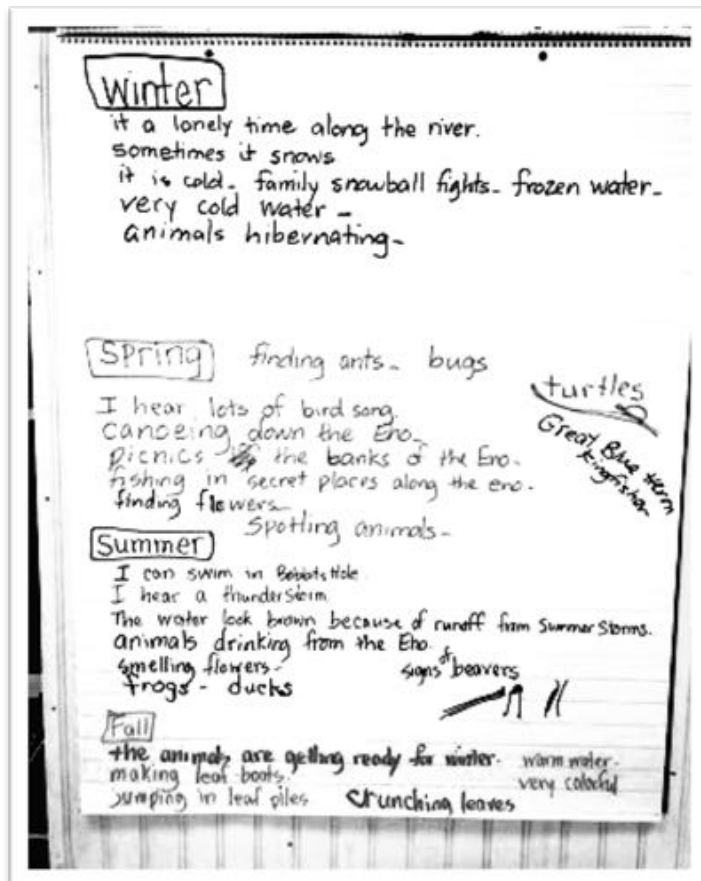 Winter
it a lonely time along the river.
sometimes it snows
it is cold- family snowball fights- frozen water-
very cold water-
animals hibernating-
Spring finding ants- bugs
turtles
I hear lots of bird song.
canoeing down the Eno-
Great Blue Heron
kingfisher
picnics the banks of the Eno-
fishing in secret places along the eno-
finding flowers-
Spotting animals-
Summer
I can swim in Hole.
I hear a thunderstorm
The water look brown because of runoff from Summer Storms.
animals drinking from the Eno.
smelling flowers-
signs of beavers
frogs - ducks
Fall
the animals are getting ready for winter. warm water-
making leaf boats. very colorful
jumping in leaf piles crunching leaves